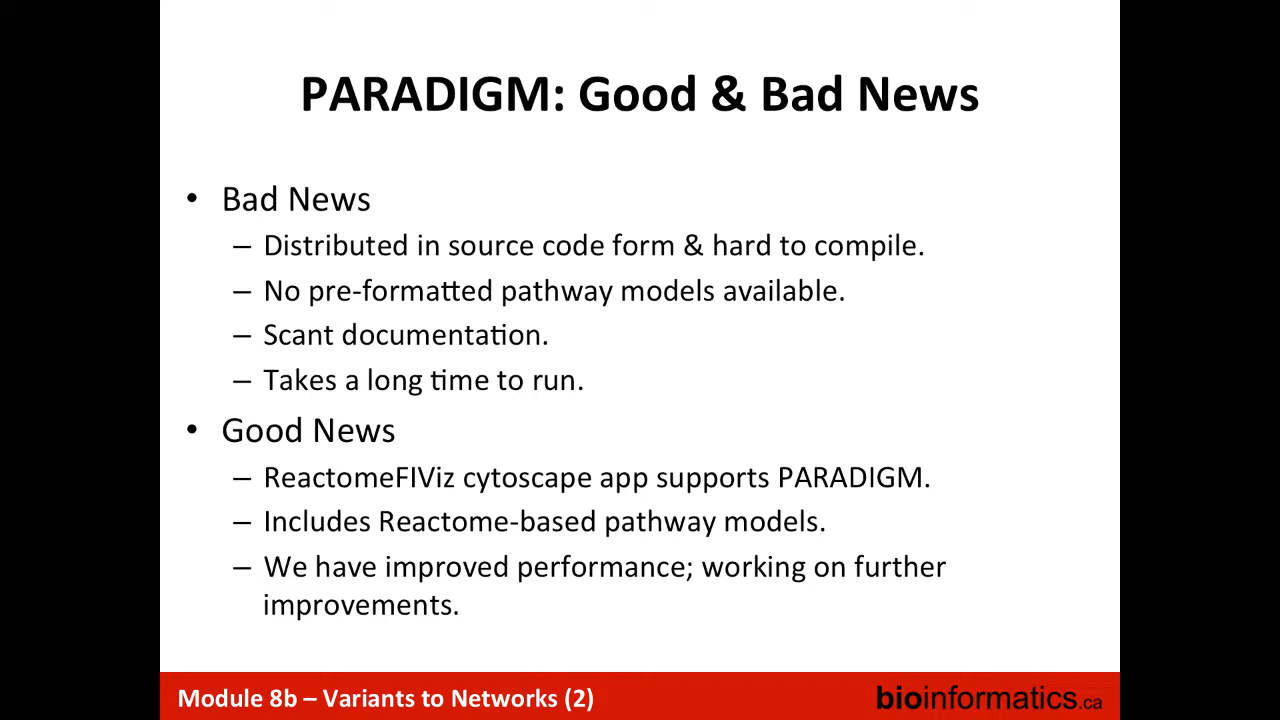 PARADIGM: Good & Bad News
• Bad News
– Distributed in source code form & hard to compile.
– No pre-formatted pathway models available.
– Scant documentation.
– Takes a long time to run.
• Good News
– ReactomeFIViz cytoscape app supports PARADIGM.
– Includes Reactome-based pathway models.
– We have improved performance; working on further
improvements.
Module 8b – Variants to Networks (2)
bioinformatics.ca